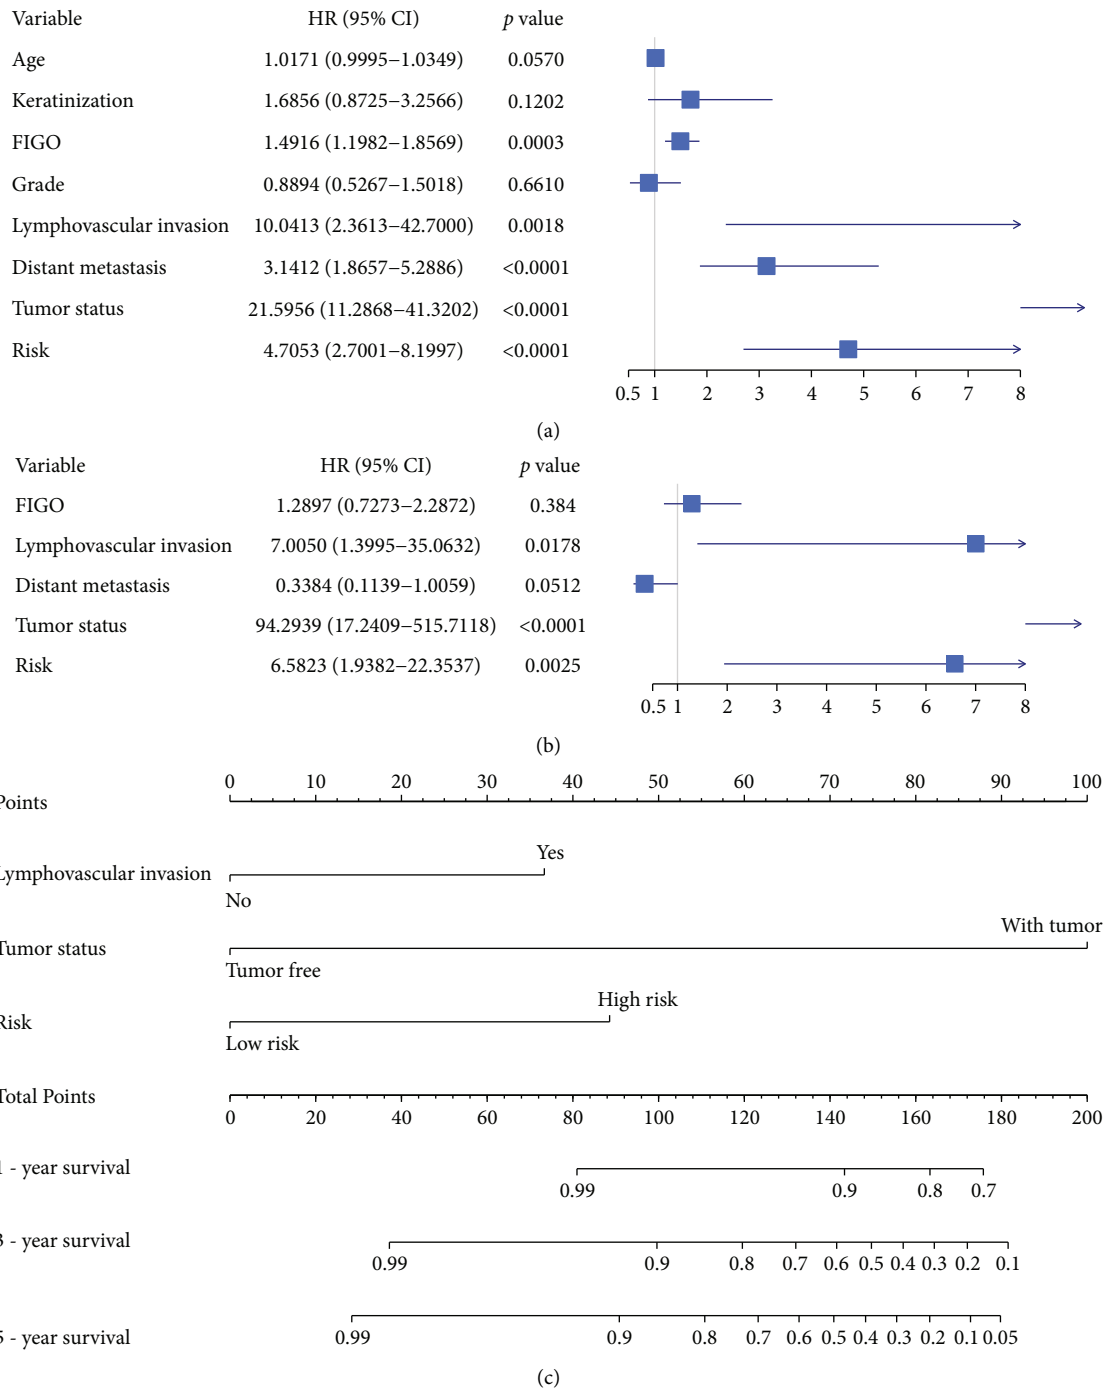 Variable HR (95% CI) p value
Age 1.0171 (0.9995−1.0349) 0.0570
Keratinization 1.6856 (0.8725−3.2566) 0.1202
FIGO 1.4916 (1.1982−1.8569) 0.0003
Grade 0.8894 (0.5267−1.5018) 0.6610
Lymphovascular invasion 10.0413 (2.3613−42.7000) 0.0018
Distant metastasis 3.1412 (1.8657−5.2886) <0.0001
Tumor status 21.5956 (11.2868−41.3202) <0.0001
Risk 4.7053 (2.7001−8.1997) <0.0001
0.5 1 2 3 4 5 6 7 8
(a)
Variable HR (95% CI) p value
FIGO 1.2897 (0.7273−2.2872) 0.384
Lymphovascular invasion 7.0050 (1.3995−35.0632) 0.0178
Distant metastasis 0.3384 (0.1139−1.0059) 0.0512
Tumor status 94.2939 (17.2409−515.7118) <0.0001
Risk 6.5823 (1.9382−22.3537) 0.0025
0.5 1 2 3 4 5 6 7 8
(b)
0 10 20 30 40 50 60 70 80 90 100
Points
Yes
Lymphovascular invasion
No
With tumor
Tumor status
Tumor free
High risk
Risk
Low risk
Total Points
0 20 40 60 80 100 120 140 160 180 200
1 - year survival
0.99 0.9 0.8 0.7
3 - year survival
0.99 0.9 0.8 0.7 0.6 0.5 0.4 0.3 0.2 0.1
5 - year survival
0.99 0.9 0.8 0.7 0.6 0.5 0.4 0.3 0.2 0.1 0.05
(c)